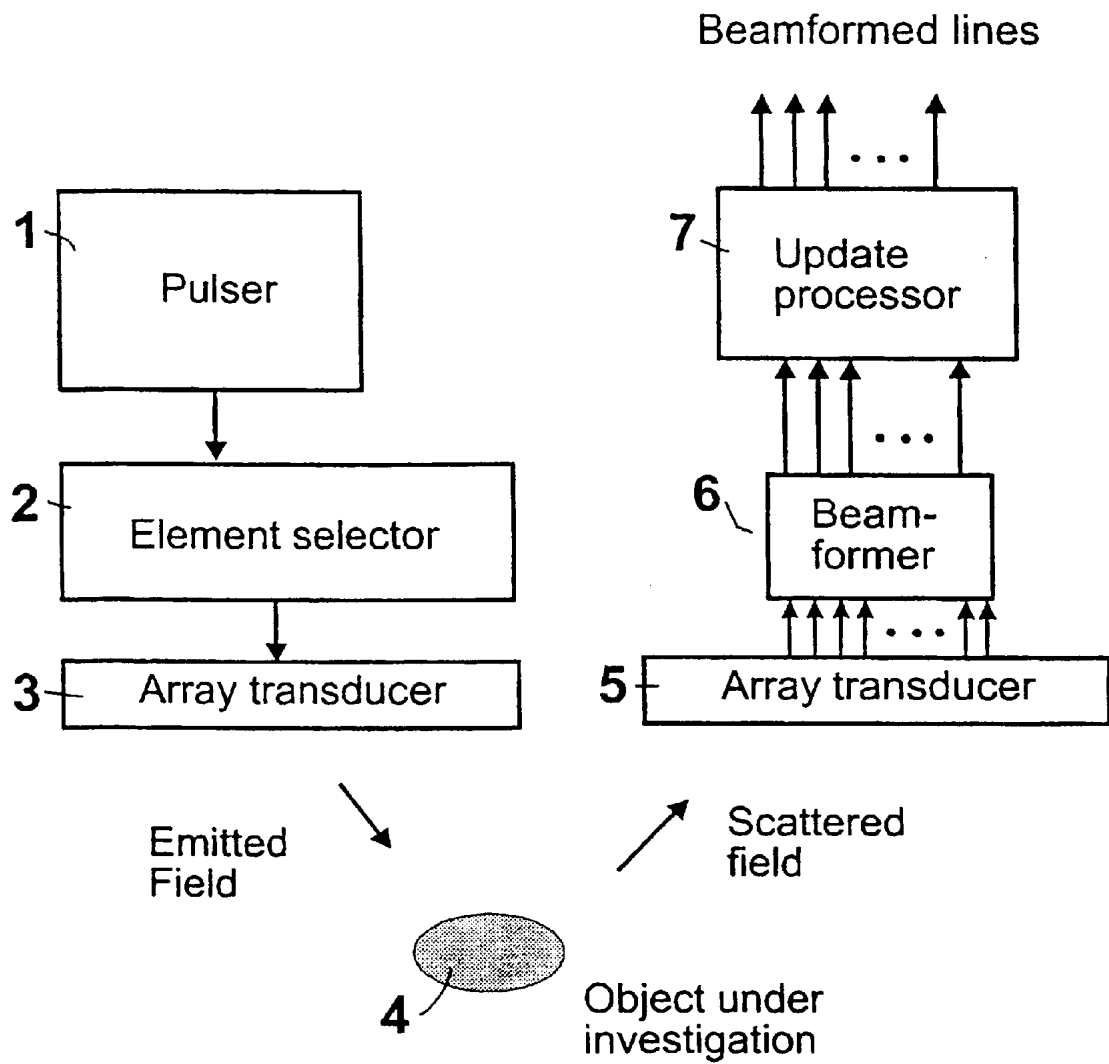 Beamformed lines
1
Pulser
7
Update
processor
2
Element selector
6
Beam-
former
3
Array transducer
5
Array transducer
Emitted
Field
Scattered
field
4
Object under
investigation